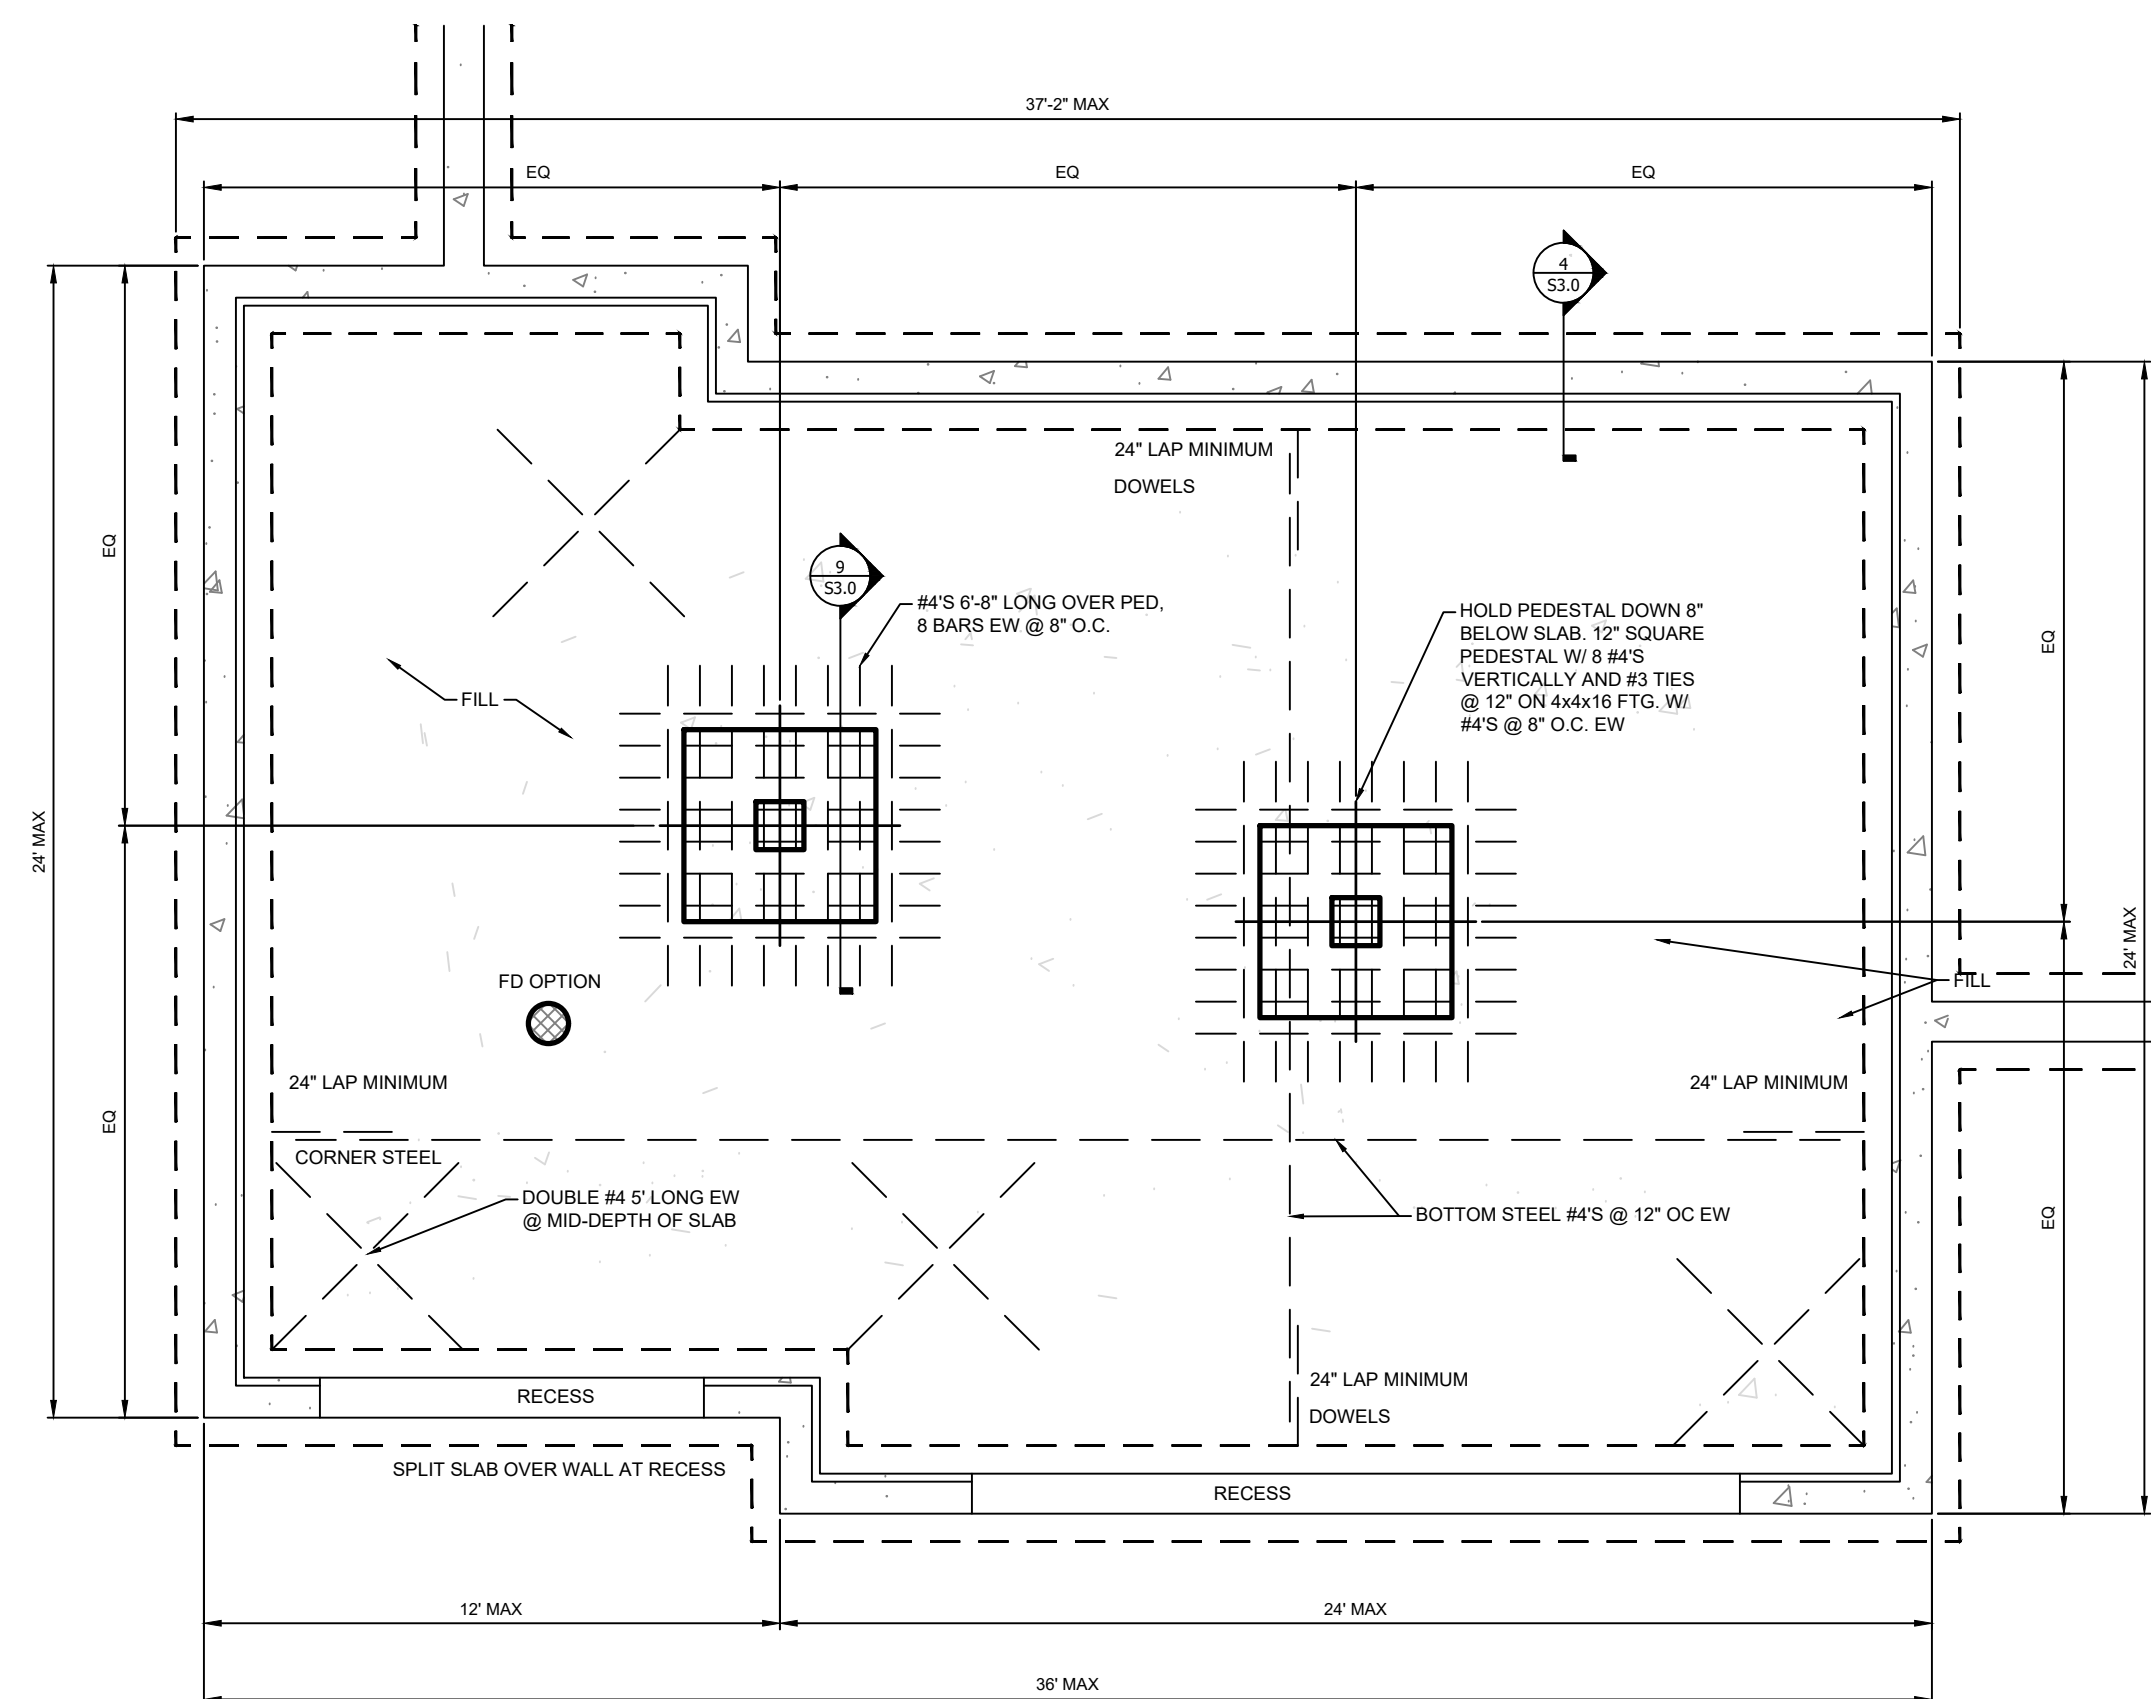 37'-2" MAX
EQ
EQ
EQ
4
S3.0
24" LAP MINIMUM
DOWELS
EQ
9
S3.0
#4'S 6'-8" LONG OVER PED,
8 BARS EW @ 8" O.C.
HOLD PEDESTAL DOWN 8"
BELOW SLAB. 12" SQUARE
PEDESTAL W/ 8 #4'S
VERTICALLY AND #3 TIES
@ 12" ON 4x4x16 FTG. W/
#4'S @ 8" O.C. EW
EQ
FILL
24' MAX
24' MAX
FD OPTION
FILL
24" LAP MINIMUM
24" LAP MINIMUM
EQ
CORNER STEEL
DOUBLE #4 5' LONG EW
@ MID-DEPTH OF SLAB
BOTTOM STEEL #4'S @ 12" OC EW
EQ
RECESS
24" LAP MINIMUM
DOWELS
SPLIT SLAB OVER WALL AT RECESS
RECESS
12' MAX
24' MAX
36' MAX